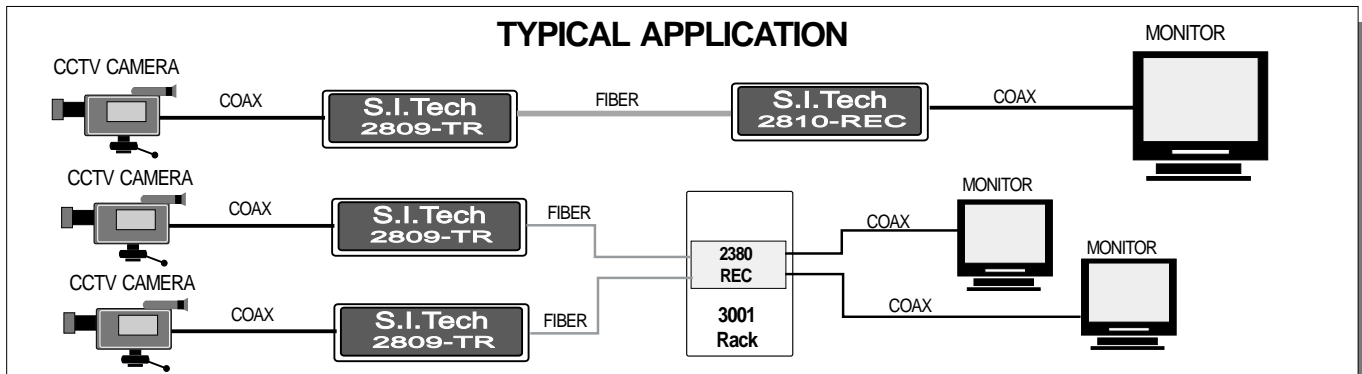 TYPICAL APPLICATION
MONITOR
CCTV CAMERA
COAX
S.I.Tech
2809-TR
FIBER
S.I.Tech
2810-REC
COAX
CCTV CAMERA
COAX
S.I.Tech
2809-TR
FIBER
2380
REC
3001
Rack
COAX
MONITOR
MONITOR
COAX
CCTV CAMERA
COAX
S.I.Tech
2809-TR
FIBER